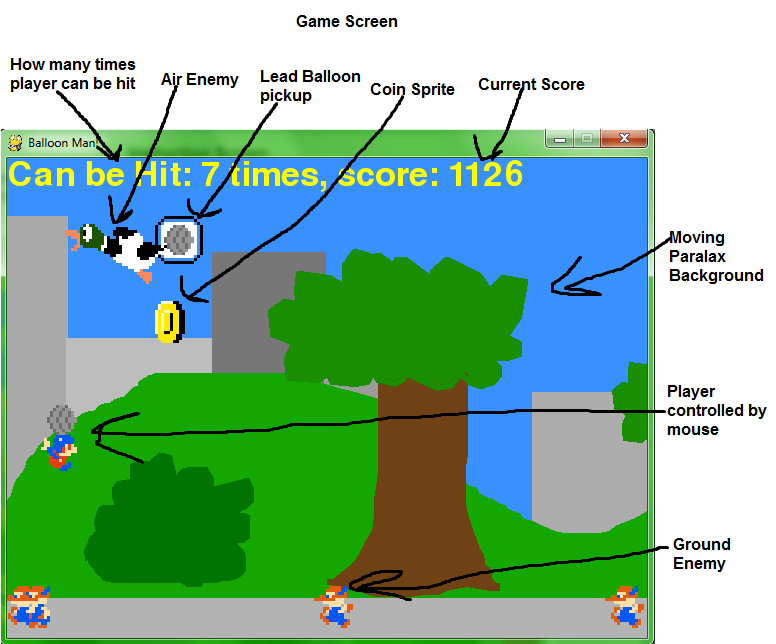 Game Screen
How many times
player can be hit
Air Enemy
Lead Balloon
pickup
Coin Sprite
Current Score
Balloon Man
Can be Hit: 7 times, score: 1126
Moving
Paralax
Background
Player
controlled by
mouse
Ground
Enemy